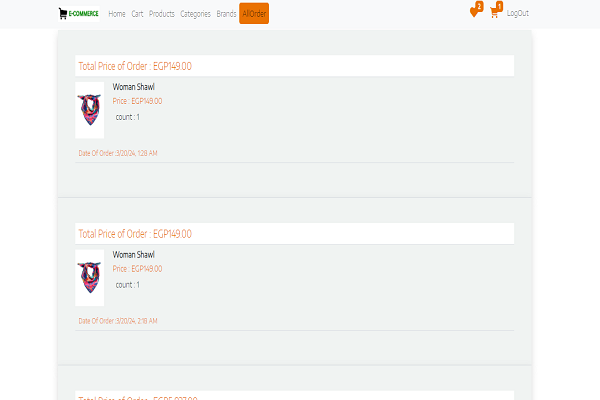 E-COMMERCE Home Cart Products Categories Brands AllOrder 2 1 LogOut
Total Price of Order : EGP149.00
Woman Shawl
Price : EGP149.00
count : 1
Date Of Order :3/20/24, 1:28 AM
Total Price of Order : EGP149.00
Woman Shawl
Price : EGP149.00
count : 1
Date Of Order :3/20/24, 2:18 AM
Total Price of Order :